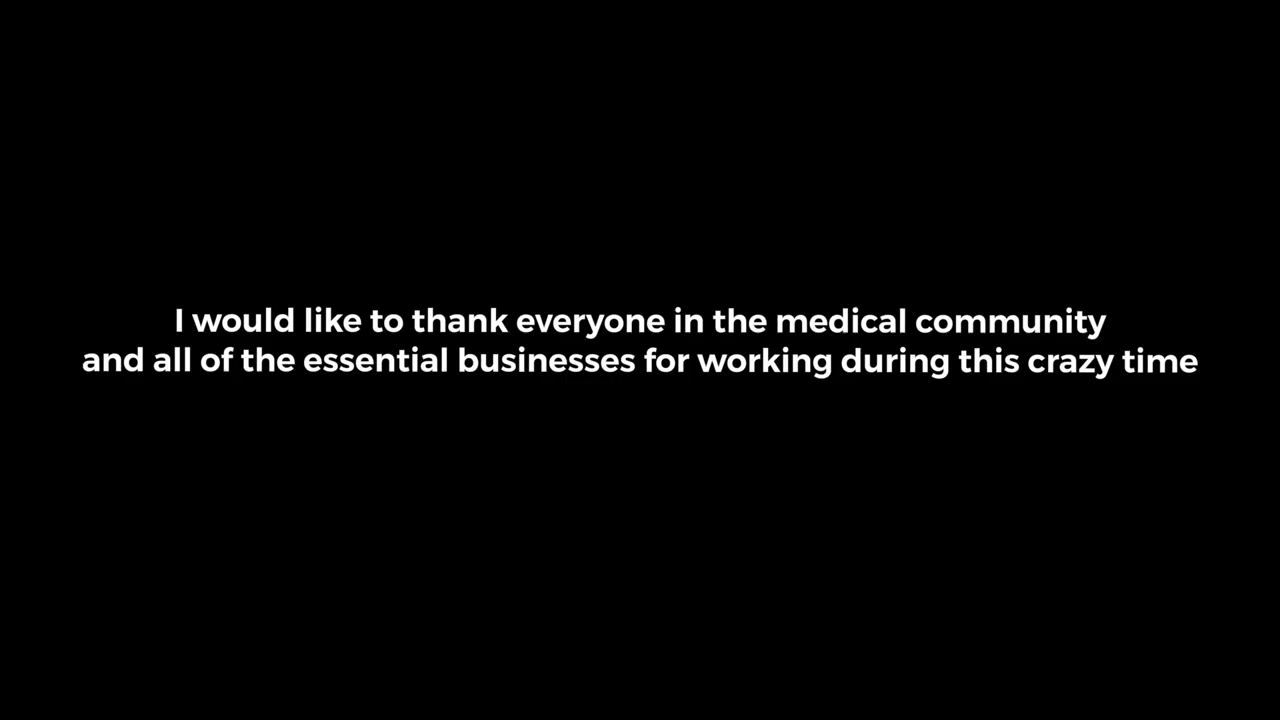 I would like to thank everyone in the medical community
and all of the essential businesses for working during this crazy time